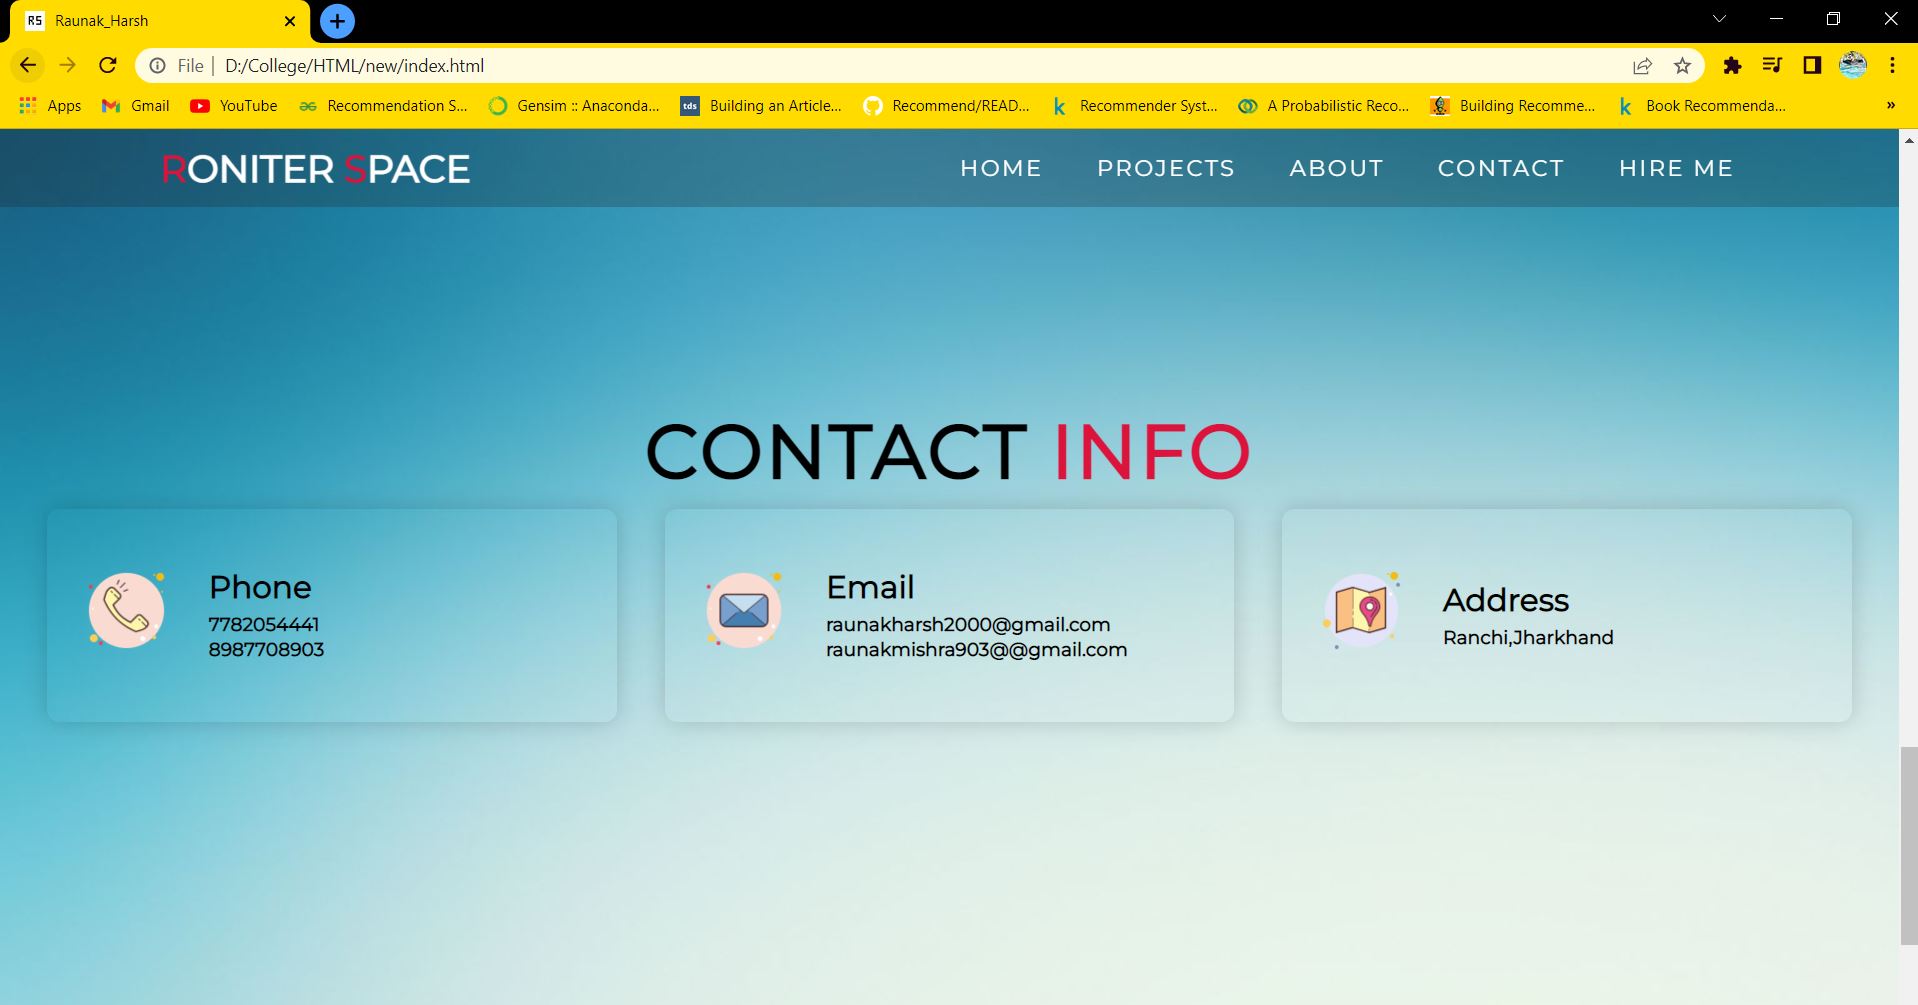 RS Raunak_Harsh
File D:/College/HTML/new/index.html
Apps Gmail YouTube Recommendation S... Gensim :: Anaconda... tds Building an Article... Recommend/READ... k Recommender Syst... A Probabilistic Reco... Building Recomme... k Book Recommenda... »
RONITER SPACE HOME PROJECTS ABOUT CONTACT HIRE ME
CONTACT INFO
Phone
7782054441
8987708903
Email
raunakharsh2000@gmail.com
raunakmishra903@@gmail.com
Address
Ranchi,Jharkhand